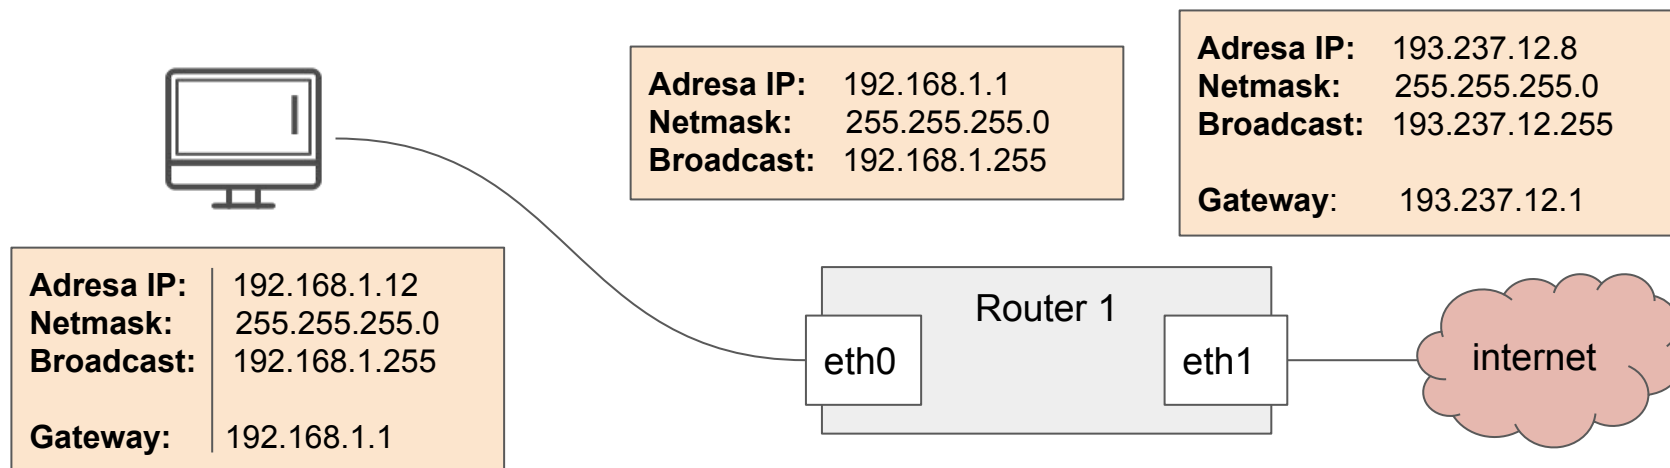 Adresa IP: 192.168.1.12
Netmask: 255.255.255.0
Broadcast: 192.168.1.255
Gateway: 192.168.1.1
Adresa IP: 192.168.1.1
Netmask: 255.255.255.0
Broadcast: 192.168.1.255
Adresa IP: 193.237.12.8
Netmask: 255.255.255.0
Broadcast: 193.237.12.255
Gateway: 193.237.12.1
Router 1
eth0
eth1
internet